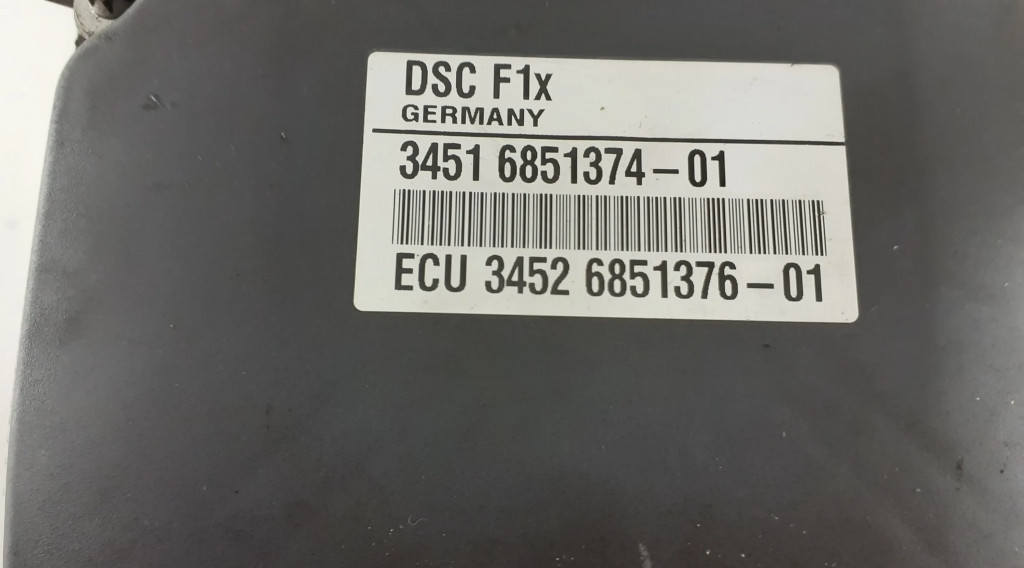 DSC F1x
GERMANY
3451 6851374-01
ECU 3452 6851376-01